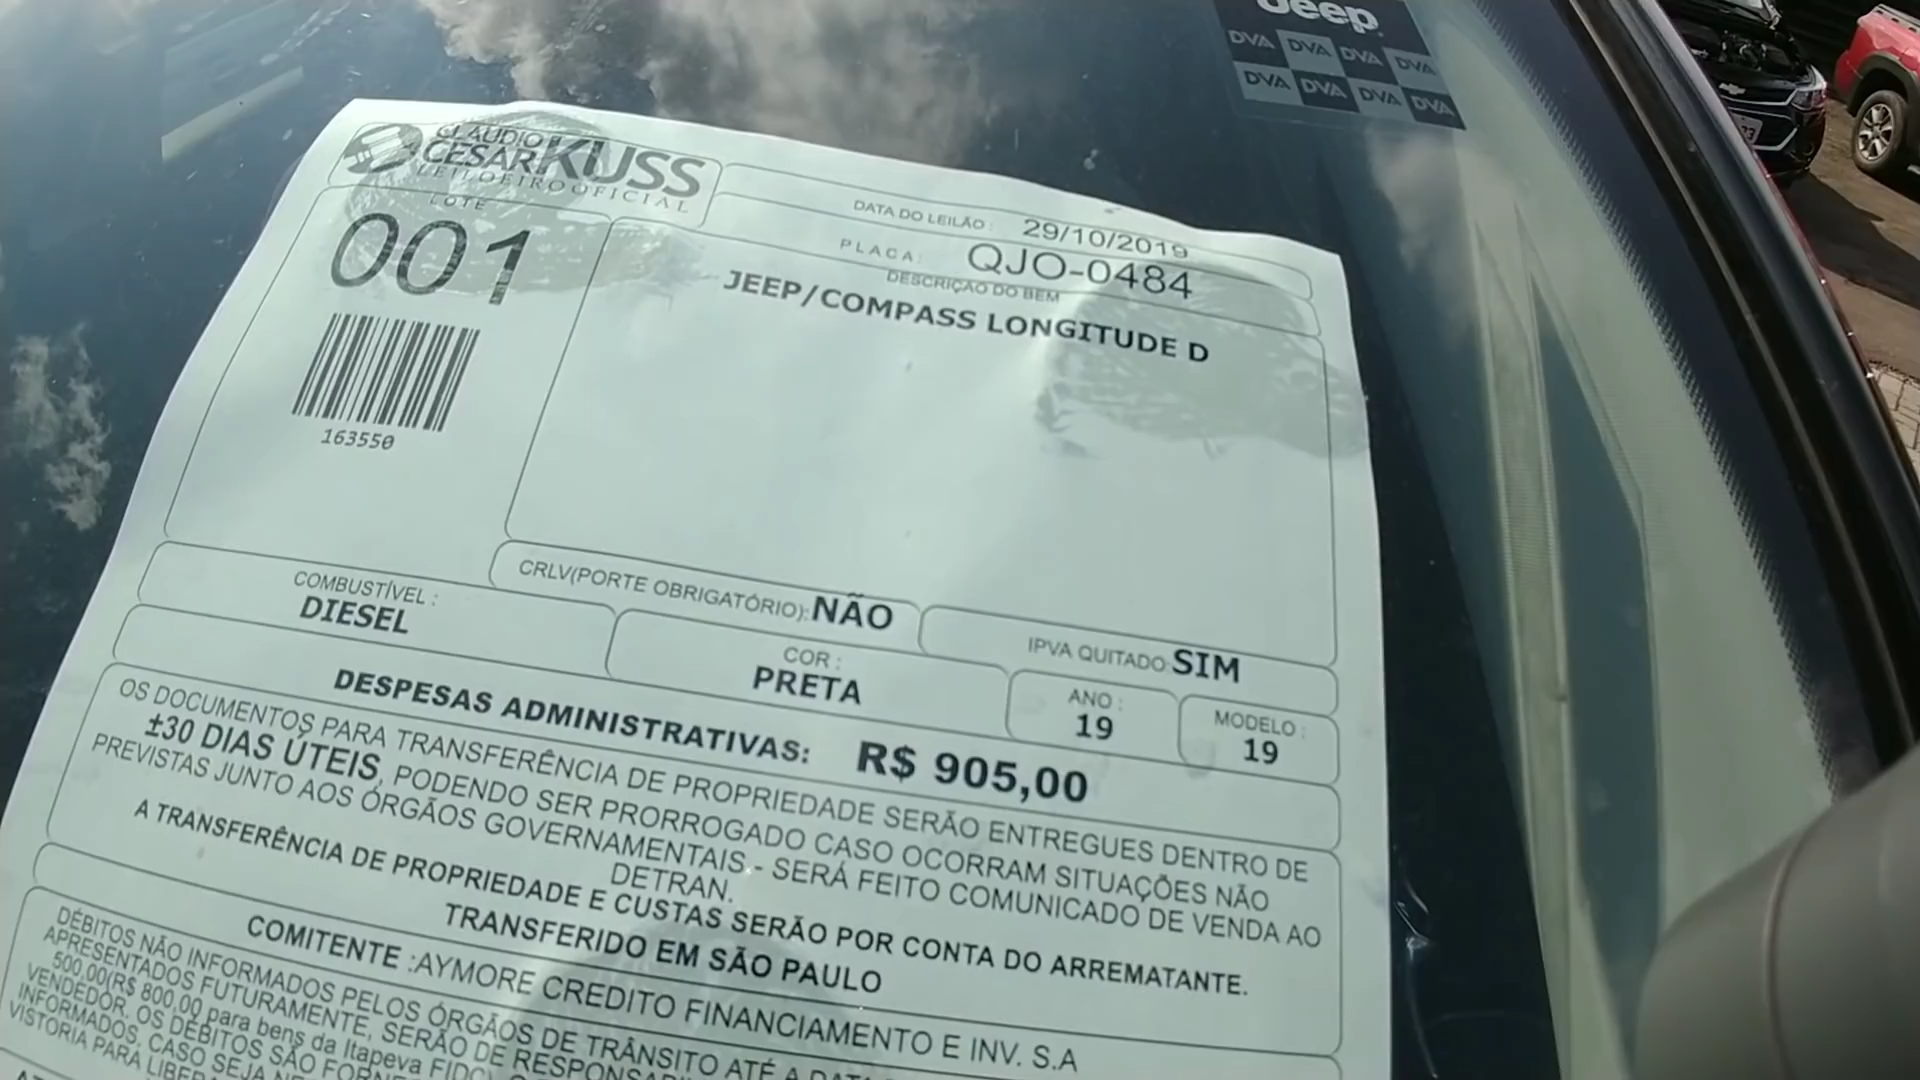 Jeep
DVA DVA DVA DVA
DVA DVA DVA DVA
CLAUDIO
CESAR KUSS
LEILOEIRO OFICIAL
LOTE
001
163550
DATA DO LEILÃO : 29/10/2019
PLACA: QJO-0484
DESCRIÇÃO DO BEM
JEEP/COMPASS LONGITUDE D
CRLV(PORTE OBRIGATÓRIO): NÃO
IPVA QUITADO: SIM
COMBUSTÍVEL :
DIESEL
COR :
PRETA
ANO :
19
MODELO :
19
DESPESAS ADMINISTRATIVAS: R$ 905,00
OS DOCUMENTOS PARA TRANSFERÊNCIA DE PROPRIEDADE SERÃO ENTREGUES DENTRO DE
±30 DIAS ÚTEIS, PODENDO SER PRORROGADO CASO OCORRAM SITUAÇÕES NÃO
PREVISTAS JUNTO AOS ÓRGÃOS GOVERNAMENTAIS.- SERÁ FEITO COMUNICADO DE VENDA AO
DETRAN.
A TRANSFERÊNCIA DE PROPRIEDADE E CUSTAS SERÃO POR CONTA DO ARREMATANTE.
TRANSFERIDO EM SÃO PAULO
COMITENTE :AYMORE CREDITO FINANCIAMENTO E INV. S.A
DÉBITOS NÃO INFORMADOS PELOS ÓRGÃOS DE TRÂNSITO ATÉ A DATA
APRESENTADOS FUTURAMENTE, SERÃO DE
500,00(R$ 800,00 para bens da Itapeva FIDC)
VENDEDOR. OS DÉBITOS SÃO
INFORMADOS, CASO SEJA
VISTORIA PARA